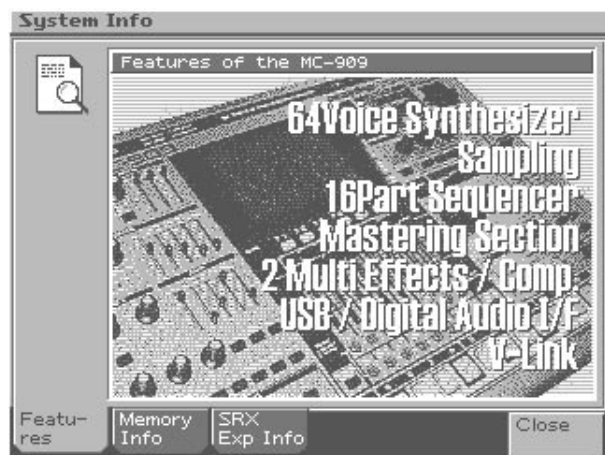 System Info
Features of the MC-909
64Voice Synthesizer
Sampling
16Part Sequencer
Mastering Section
2 Multi Effects / Comp.
USB / Digital Audio I/F
V-Link
Featu-
res
Memory
Info
SRX
Exp Info
Close